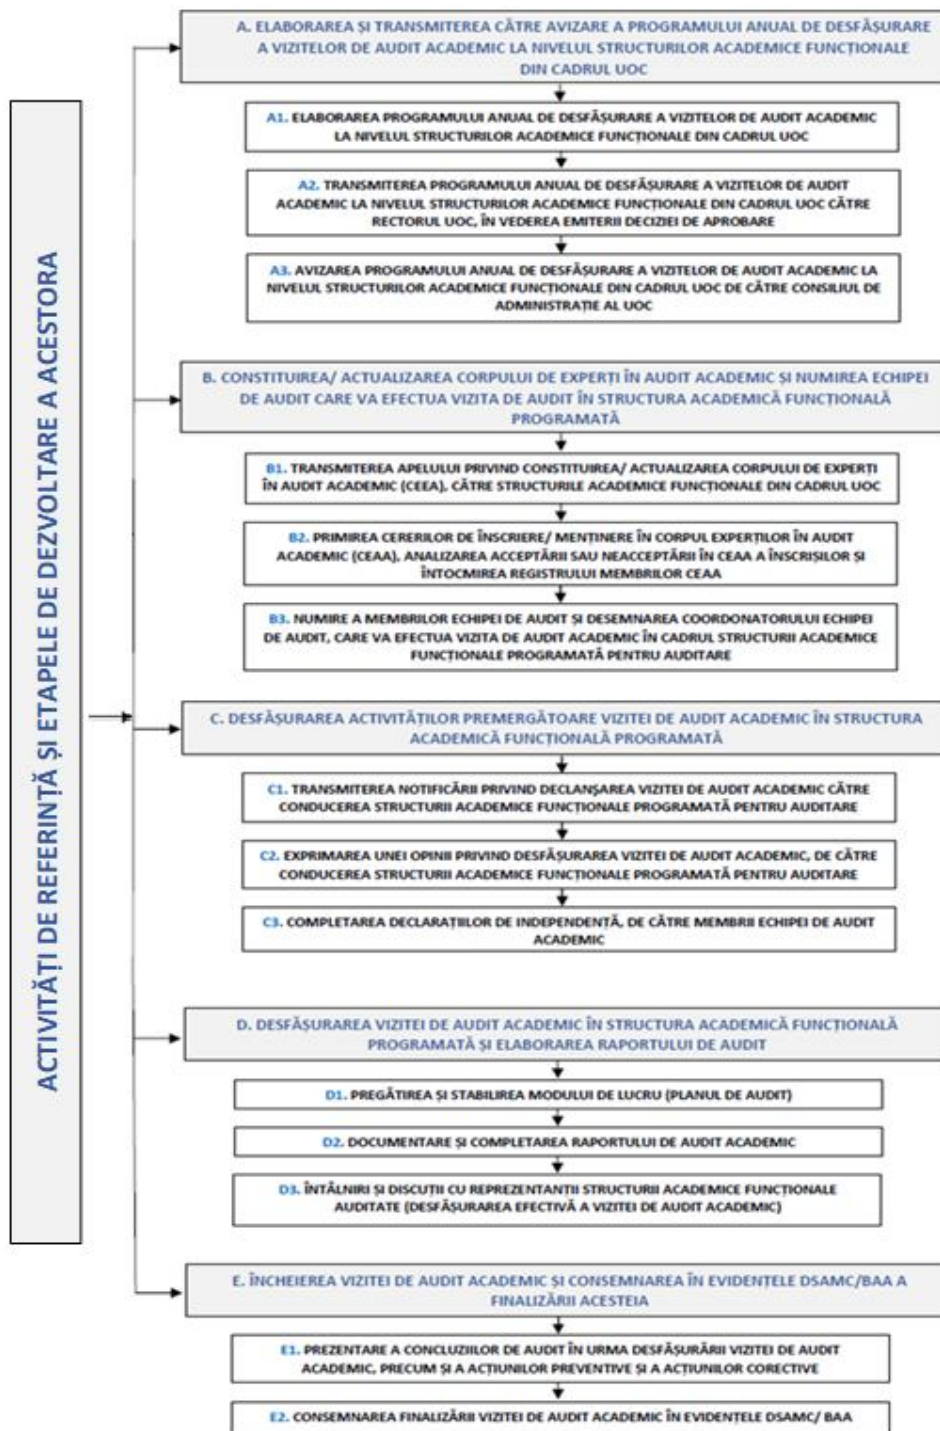 ACTIVITĂȚI DE REFERINȚĂ ȘI ETAPELE DE DEZVOLTARE A ACESTORA
A. ELABORAREA ȘI TRANSMITEREA CĂTRE AVIZARE A PROGRAMULUI ANUAL DE DESFĂȘURARE
A VIZITELOR DE AUDIT ACADEMIC LA NIVELUL STRUCTURILOR ACADEMICE FUNCȚIONALE
DIN CADRUL UOC
A1. ELABORAREA PROGRAMULUI ANUAL DE DESFĂȘURARE A VIZITELOR DE AUDIT ACADEMIC
LA NIVELUL STRUCTURILOR ACADEMICE FUNCȚIONALE DIN CADRUL UOC
A2. TRANSMITEREA PROGRAMULUI ANUAL DE DESFĂȘURARE A VIZITELOR DE AUDIT
ACADEMIC LA NIVELUL STRUCTURILOR ACADEMICE FUNCȚIONALE DIN CADRUL UOC CĂTRE
RECTORUL UOC, ÎN VEDEREA EMITERII DECIZIEI DE APROBARE
A3. AVIZAREA PROGRAMULUI ANUAL DE DESFĂȘURARE A VIZITELOR DE AUDIT ACADEMIC LA
NIVELUL STRUCTURILOR ACADEMICE FUNCȚIONALE DIN CADRUL UOC DE CĂTRE CONSILIUL DE
ADMINISTRAȚIE AL UOC
B. CONSTITUIREA/ ACTUALIZAREA CORPULUI DE EXPERȚI ÎN AUDIT ACADEMIC ȘI NUMIREA ECHIPEI
DE AUDIT CARE VA EFECTUA VIZITA DE AUDIT ÎN STRUCTURA ACADEMICĂ FUNCȚIONALĂ
PROGRAMATĂ
B1. TRANSMITEREA APELULUI PRIVIND CONSTITUIREA/ ACTUALIZAREA CORPULUI DE EXPERȚI
ÎN AUDIT ACADEMIC (CEEA), CĂTRE STRUCTURILE ACADEMICE FUNCȚIONALE DIN CADRUL UOC
B2. PRIMIREA CERERILOR DE ÎNSCRIERE/ MENȚINERE ÎN CORPUL EXPERȚILOR ÎN AUDIT
ACADEMIC (CEAA), ANALIZAREA ACCEPTĂRII SAU NEACCEPTĂRII ÎN CEAA A ÎNSCRIȘILOR ȘI
ÎNTOCMIREA REGISTRULUI MEMBRILOR CEAA
B3. NUMIRE A MEMBRILOR ECHIPEI DE AUDIT ȘI DESEMNAREA COORDONATORULUI ECHIPEI
DE AUDIT, CARE VA EFECTUA VIZITA DE AUDIT ACADEMIC ÎN CADRUL STRUCTURII ACADEMICE
FUNCȚIONALE PROGRAMATĂ PENTRU AUDITARE
C. DESFĂȘURAREA ACTIVITĂȚILOR PREMERGĂTOARE VIZITEI DE AUDIT ACADEMIC ÎN STRUCTURA
ACADEMICĂ FUNCȚIONALĂ PROGRAMATĂ
C1. TRANSMITEREA NOTIFICĂRII PRIVIND DECLANȘAREA VIZITEI DE AUDIT ACADEMIC CĂTRE
CONDUCEREA STRUCTURII ACADEMICE FUNCȚIONALE PROGRAMATĂ PENTRU AUDITARE
C2. EXPRIMAREA UNEI OPINII PRIVIND DESFĂȘURAREA VIZITEI DE AUDIT ACADEMIC, DE CĂTRE
CONDUCEREA STRUCTURII ACADEMICE FUNCȚIONALE PROGRAMATĂ PENTRU AUDITARE
C3. COMPLETAREA DECLARAȚIILOR DE INDEPENDENȚĂ, DE CĂTRE MEMBRII ECHIPEI DE AUDIT
ACADEMIC
D. DESFĂȘURAREA VIZITEI DE AUDIT ACADEMIC ÎN STRUCTURA ACADEMICĂ FUNCȚIONALĂ
PROGRAMATĂ ȘI ELABORAREA RAPORTULUI DE AUDIT
D1. PREGĂTIREA ȘI STABILIREA MODULUI DE LUCRU (PLANUL DE AUDIT)
D2. DOCUMENTARE ȘI COMPLETAREA RAPORTULUI DE AUDIT ACADEMIC
D3. ÎNTÂLNIRI ȘI DISCUȚII CU REPREZENTANȚII STRUCTURII ACADEMICE FUNCȚIONALE
AUDITATE (DESFĂȘURAREA EFECTIVĂ A VIZITEI DE AUDIT ACADEMIC)
E. ÎNCHEIEREA VIZITEI DE AUDIT ACADEMIC ȘI CONSEMNAREA ÎN EVIDENȚELE DSAMC/BAA A
FINALIZĂRII ACESTEIA
E1. PREZENTARE A CONCLUZIILOR DE AUDIT ÎN URMA DESFĂȘURĂRII VIZITEI DE AUDIT
ACADEMIC, PRECUM ȘI A ACȚIUNILOR PREVENTIVE ȘI A ACȚIUNILOR CORECTIVE
E2. CONSEMNAREA FINALIZĂRII VIZITEI DE AUDIT ACADEMIC ÎN EVIDENȚELE DSAMC/ BAA